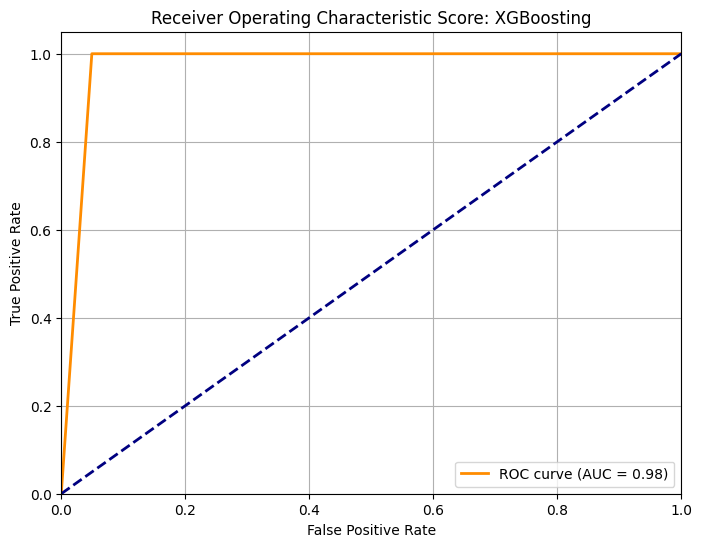 Receiver Operating Characteristic Score: XGBoosting
True Positive Rate
1.0
0.8
0.6
0.4
0.2
0.0
ROC curve (AUC = 0.98)
0.0 0.2 0.4 0.6 0.8 1.0
False Positive Rate